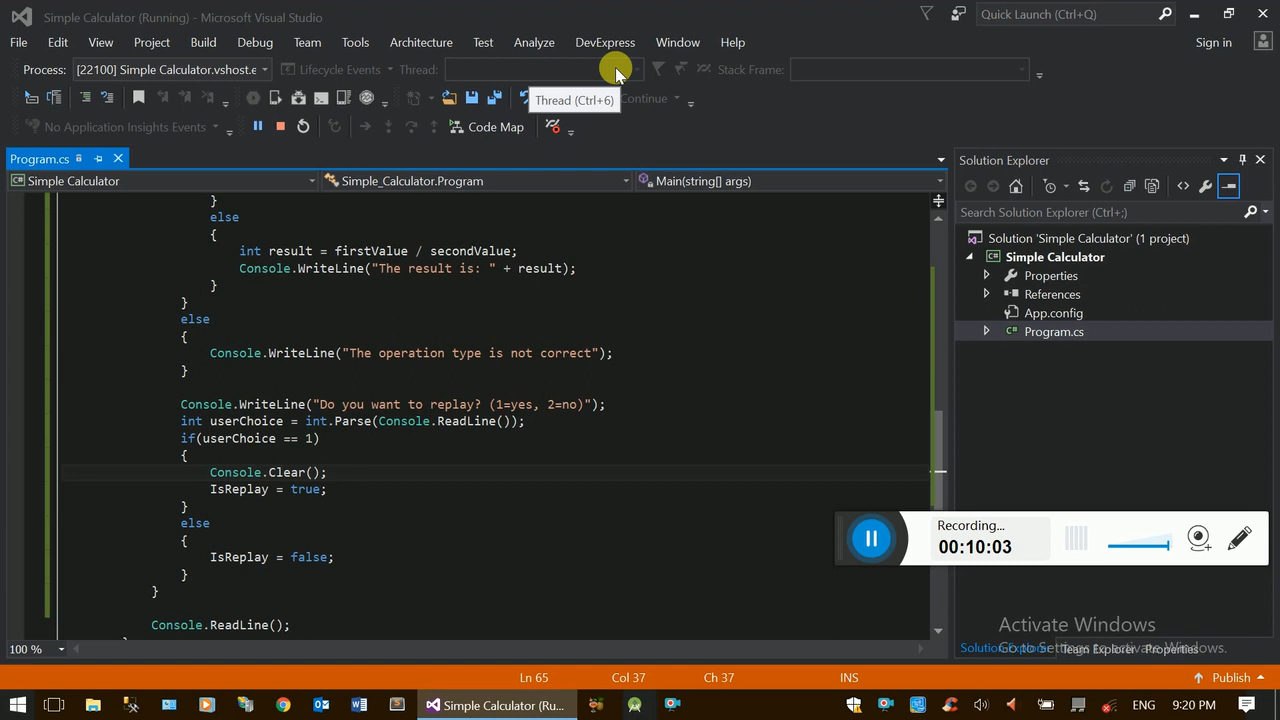 Simple Calculator (Running) - Microsoft Visual Studio
Quick Launch (Ctrl+Q)
File Edit View Project Build Debug Team Tools Architecture Test Analyze DevExpress Window Help
Sign in
Process: [22100] Simple Calculator.vshost.e Lifecycle Events Thread: Stack Frame:
Thread (Ctrl+6)
Continue
No Application Insights Events Code Map
Program.cs
Solution Explorer
Simple Calculator Simple_Calculator.Program Main(string[] args)
Search Solution Explorer (Ctrl+;)
Solution 'Simple Calculator' (1 project)
Simple Calculator
Properties
References
App.config
Program.cs
}
else
{
int result = firstValue / secondValue;
Console.WriteLine("The result is: " + result);
}
}
else
{
Console.WriteLine("The operation type is not correct");
}
Console.WriteLine("Do you want to replay? (1=yes, 2=no)");
int userChoice = int.Parse(Console.ReadLine());
if(userChoice == 1)
{
Console.Clear();
IsReplay = true;
}
else
{
IsReplay = false;
}
}
Console.ReadLine();
Recording...
00:10:03
Activate Windows
Go to Settings to activate Windows.
Solution Explorer Team Explorer Properties
100 %
Ln 65 Col 37 Ch 37 INS Publish
Simple Calculator (Ru... ENG 9:20 PM